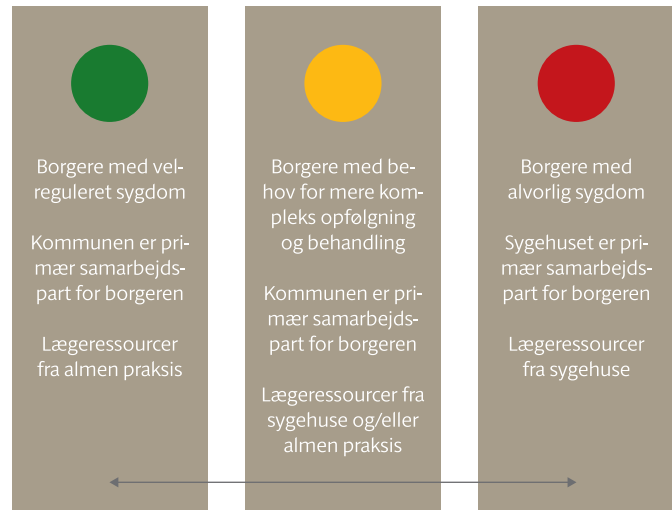 Borgere med vel-
reguleret sygdom
Kommunen er pri-
mær samarbejds-
part for borgeren
Lægeressourcer
fra almen praksis
Borgere med be-
hov for mere kom-
pleks opfølgning
og behandling
Kommunen er pri-
mær samarbejds-
part for borgeren
Lægeressourcer fra
sygehuse og/eller
almen praksis
Borgere med
alvorlig sygdom
Sygehuset er pri-
mær samarbejds-
part for borgeren
Lægeressourcer
fra sygehuse